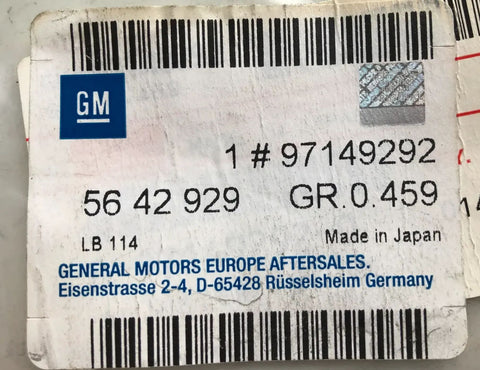 GM
1 # 97149292
56 42 929 GR.0.459
LB 114 Made in Japan
GENERAL MOTORS EUROPE AFTERSALES.
Eisenstrasse 2-4, D-65428 Rüsselsheim Germany